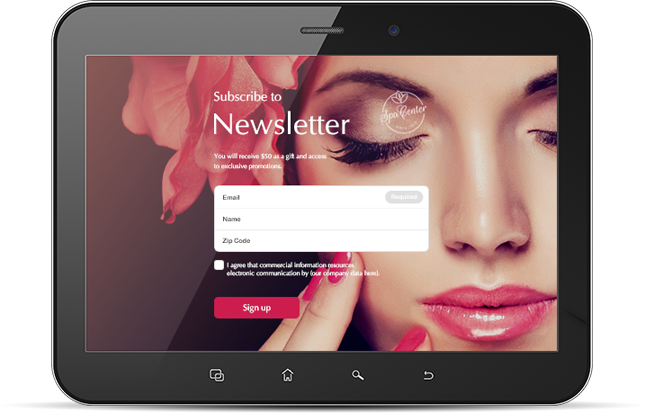 Subscribe to
Newsletter
Spa Center
You will receive $50 as a gift and access
to exclusive promotions.
Email
Required
Name
Zip Code
I agree that commercial information resources
electronic communication by (our company data here).
Sign up